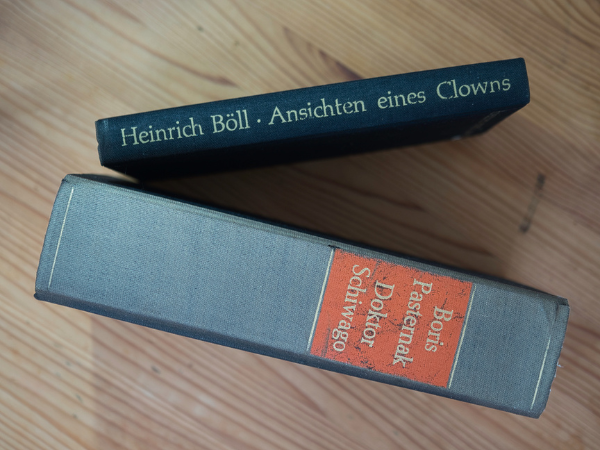 Heinrich Böll · Ansichten eines Clowns
Boris
Pasternak
Doktor
Schiwago